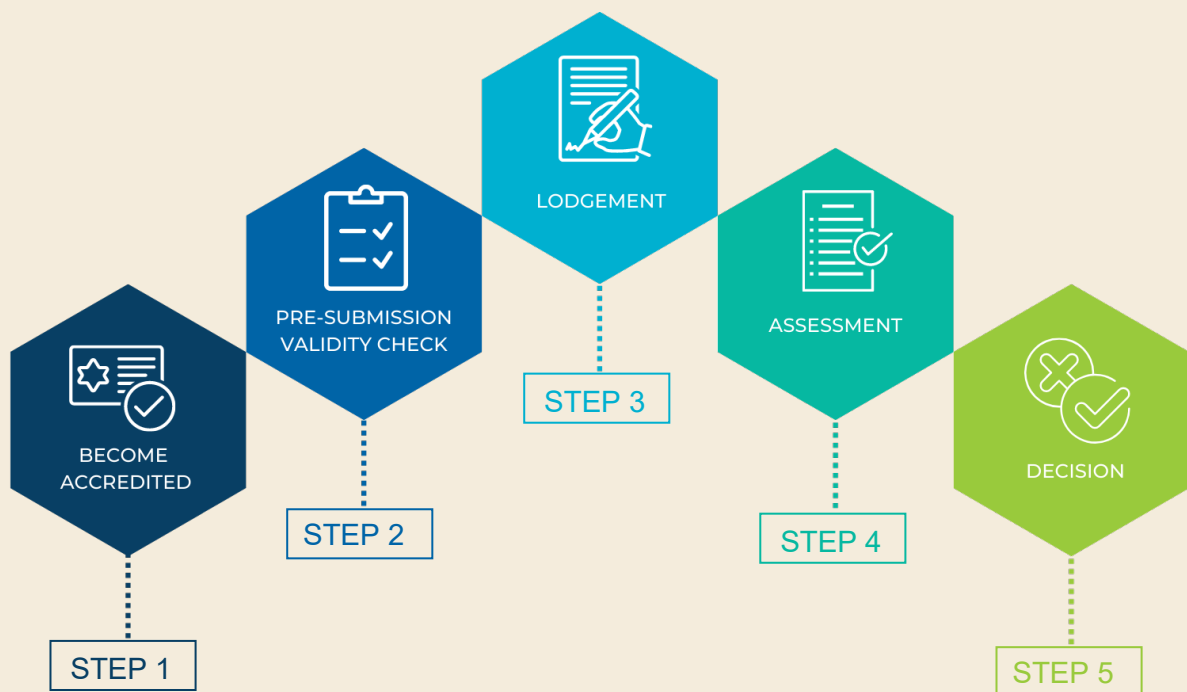 BECOME
ACCREDITED
STEP 1
PRE-SUBMISSION
VALIDITY CHECK
STEP 2
LODGEMENT
STEP 3
ASSESSMENT
STEP 4
DECISION
STEP 5